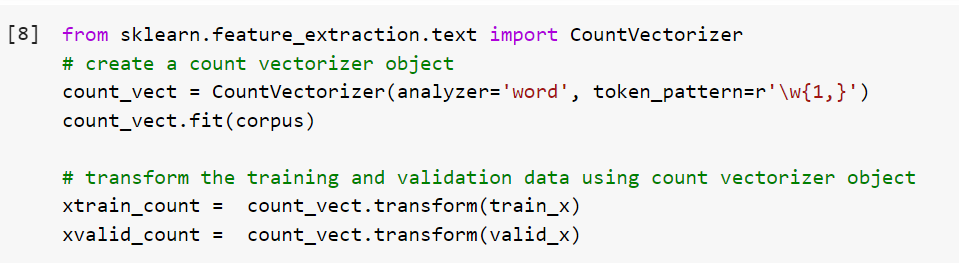 [8] from sklearn.feature_extraction.text import CountVectorizer
# create a count vectorizer object
count_vect = CountVectorizer(analyzer='word', token_pattern=r'\w{1,}')
count_vect.fit(corpus)
# transform the training and validation data using count vectorizer object
xtrain_count =  count_vect.transform(train_x)
xvalid_count =  count_vect.transform(valid_x)